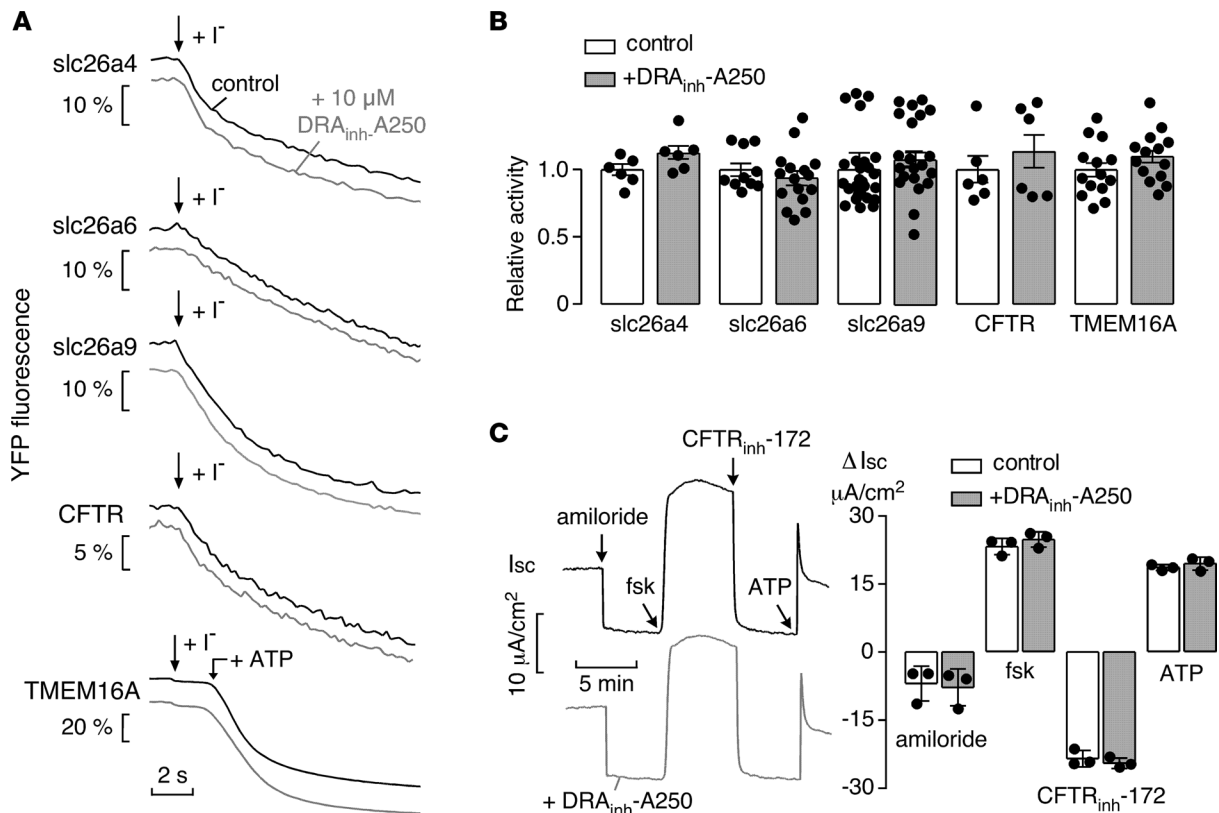 A
+ I-
slc26a4
control
10 %
+ 10 µM
DRAinh-A250
+ I-
slc26a6
10 %
+ I-
slc26a9
10 %
+ I-
CFTR
5 %
+ I-
+ ATP
TMEM16A
20 %
2 s
YFP fluorescence
B
control
+DRAinh-A250
Relative activity
1.0
0.5
0
slc26a4 slc26a6 slc26a9 CFTR TMEM16A
C
CFTRinh-172
amiloride
Isc
fsk
ATP
10 µA/cm2
5 min
+ DRAinh-A250
Δ Isc
µA/cm2
control
+DRAinh-A250
30
15
0
-15
-30
fsk
ATP
amiloride
CFTRinh-172